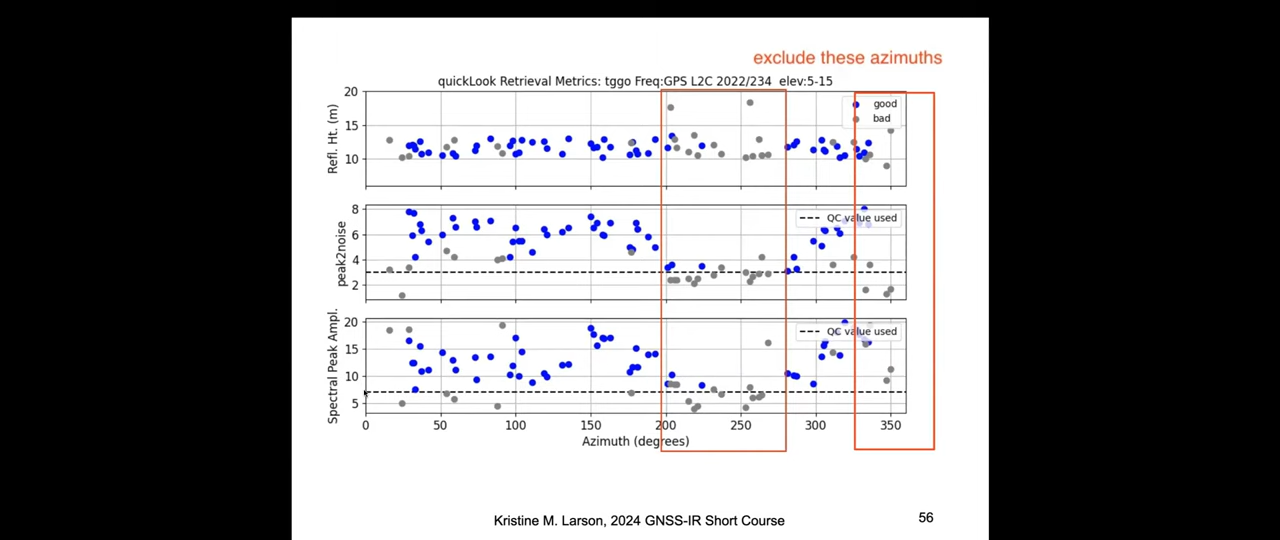 exclude these azimuths
quickLook Retrieval Metrics: tggo Freq:GPS L2C 2022/234 elev:5-15
Refl. Ht. (m)
20
15
10
good
bad
peak2noise
8
6
4
2
QC value used
Spectral Peak Ampl.
20
15
10
5
QC value used
0 50 100 150 200 250 300 350
Azimuth (degrees)
Kristine M. Larson, 2024 GNSS-IR Short Course
56